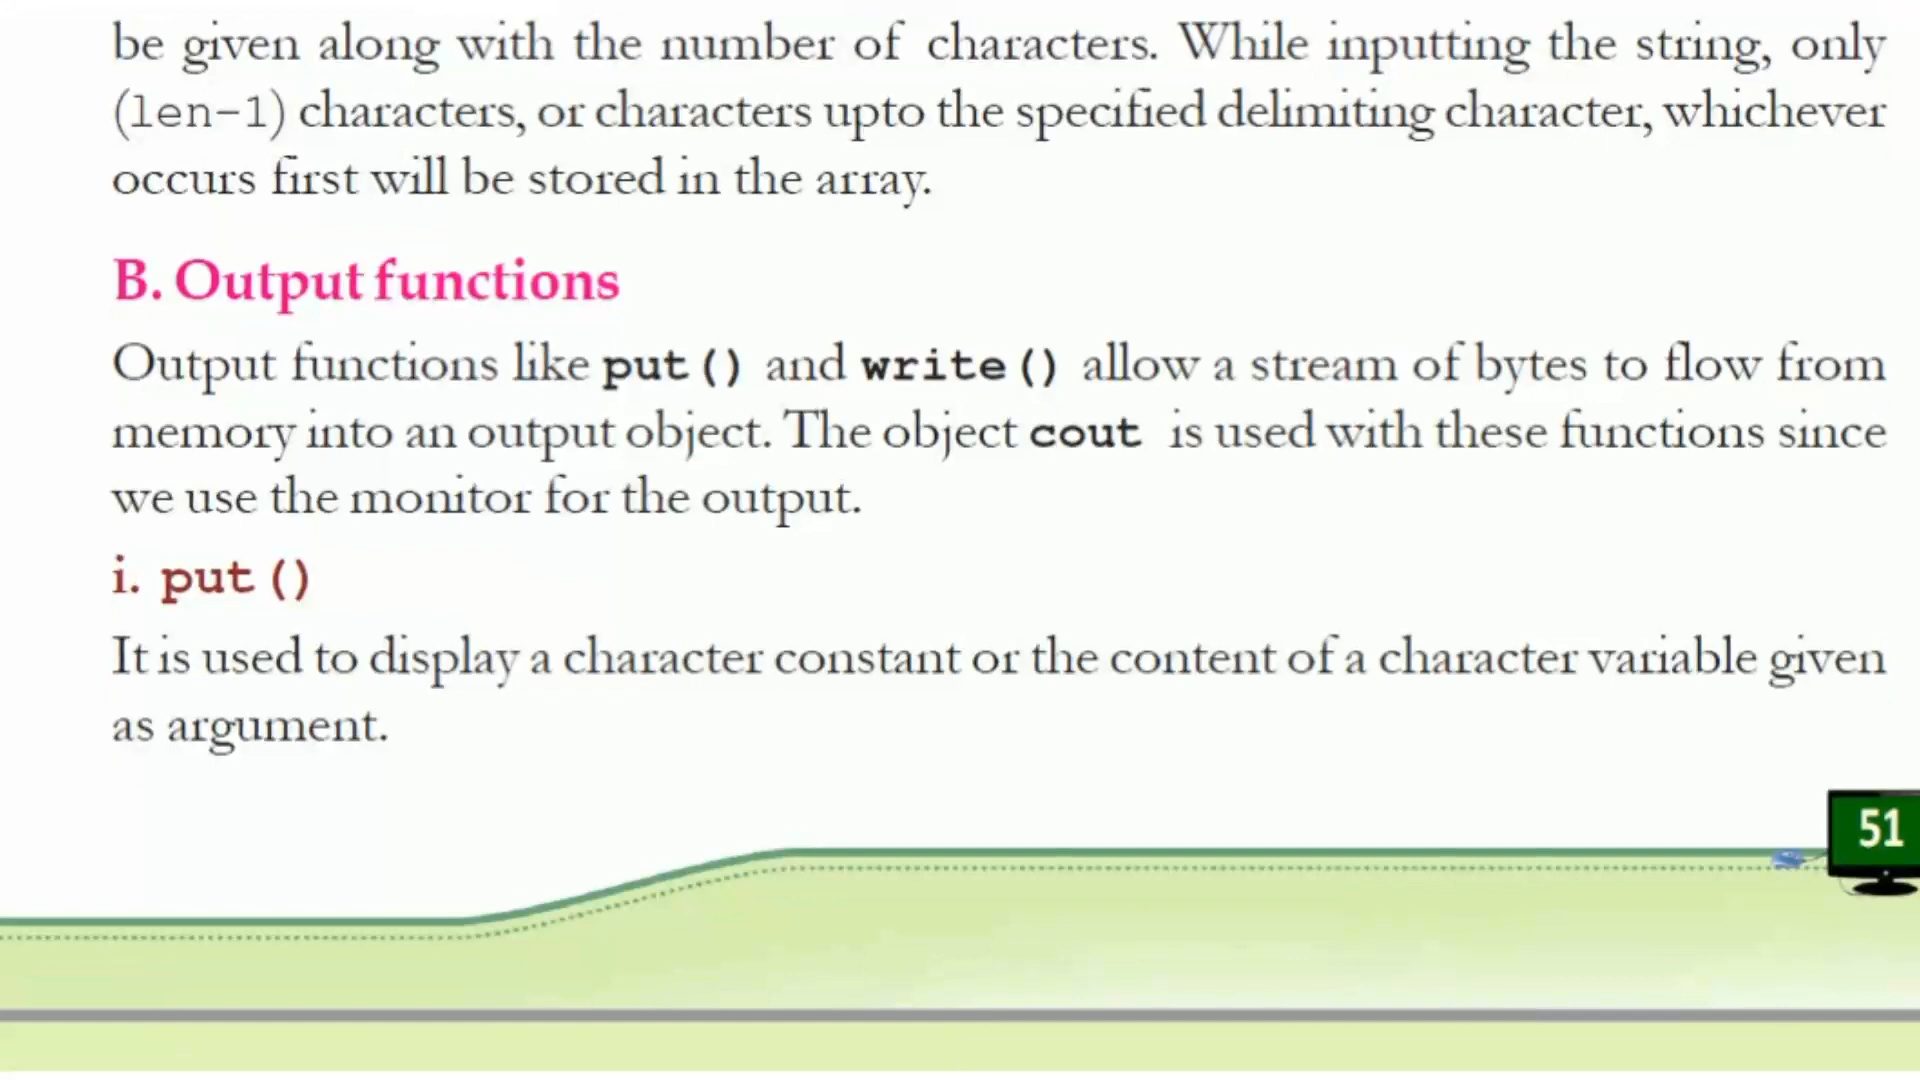 be given along with the number of characters. While inputting the string, only
(len-1) characters, or characters upto the specified delimiting character, whichever
occurs first will be stored in the array.
B. Output functions
Output functions like put() and write() allow a stream of bytes to flow from
memory into an output object. The object cout is used with these functions since
we use the monitor for the output.
i. put()
It is used to display a character constant or the content of a character variable given
as argument.
51